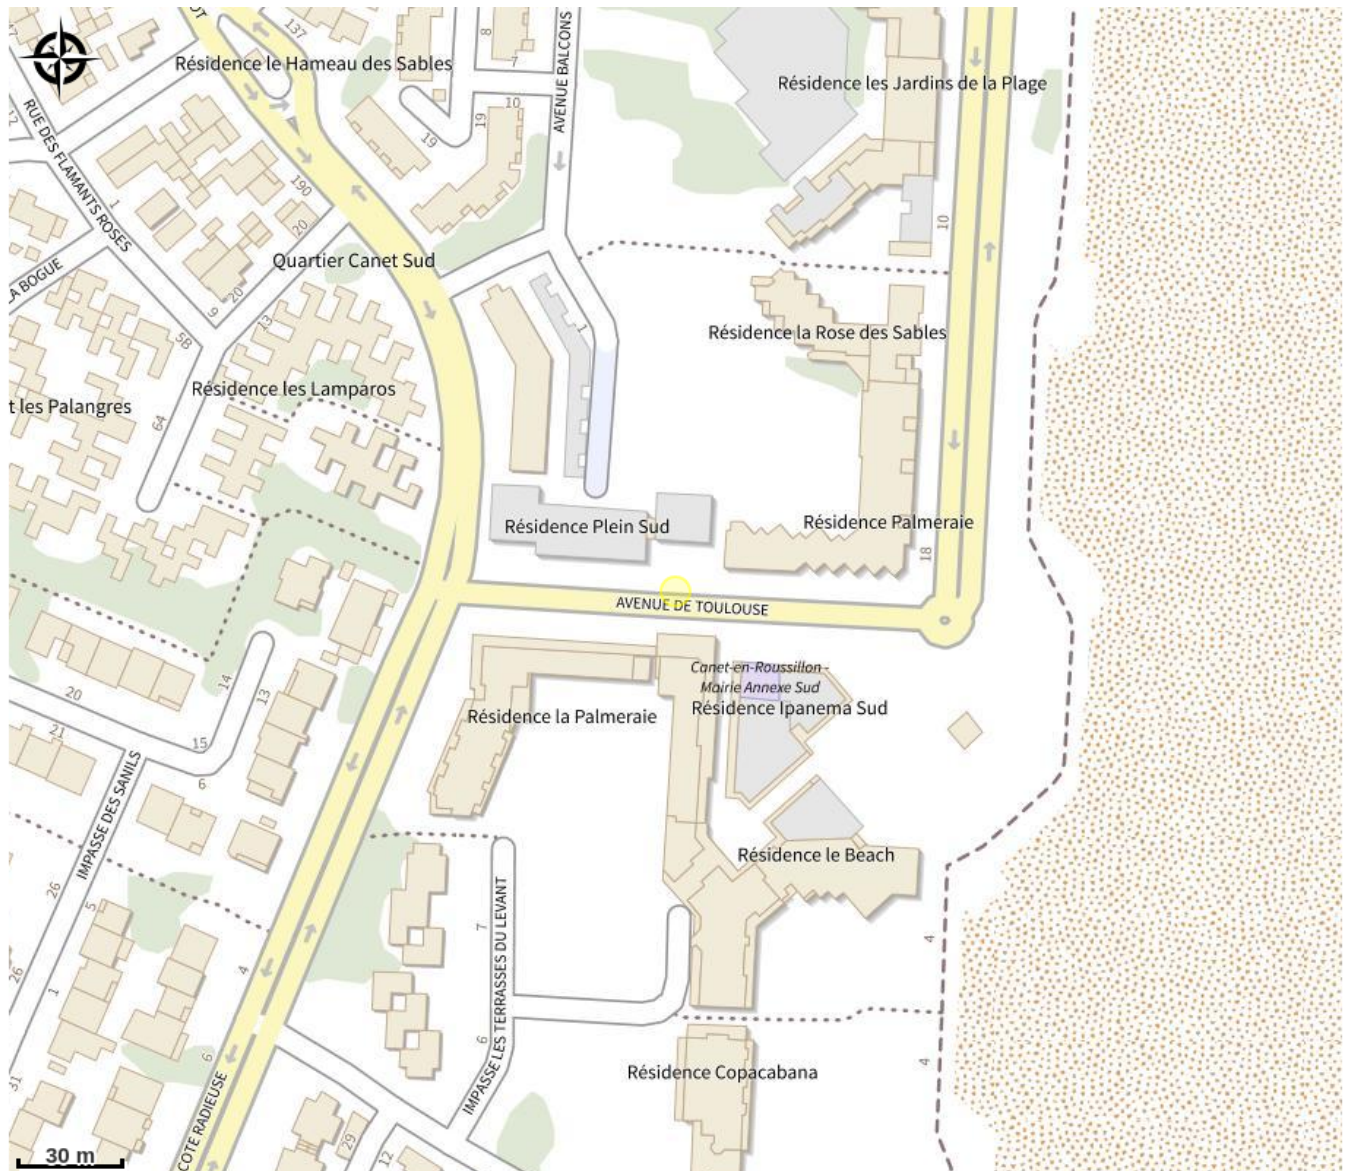 137
8
Résidence le Hameau des Sables
7
AVENUE BALCONS
Résidence les Jardins de la Plage
10
19
19
RUE DES FLAMANTS ROSES
190
1
20
10
Quartier Canet Sud
LA BOGUE
20
9
13
5B
1
Résidence la Rose des Sables
Résidence les Lamparos
t les Palangres
64
Résidence Plein Sud
Résidence Palmeraie
18
AVENUE DE TOULOUSE
Canet-en-Roussillon -
Mairie Annexe Sud
Résidence Ipanema Sud
Résidence la Palmeraie
14
13
20
21
15
6
IMPASSE DES SANILS
Résidence le Beach
26
5
7
4
4
26
1
IMPASSE LES TERRASSES DU LEVANT
6
6
4
Résidence Copacabana
31
COTE RADIEUSE
29
12
30 m